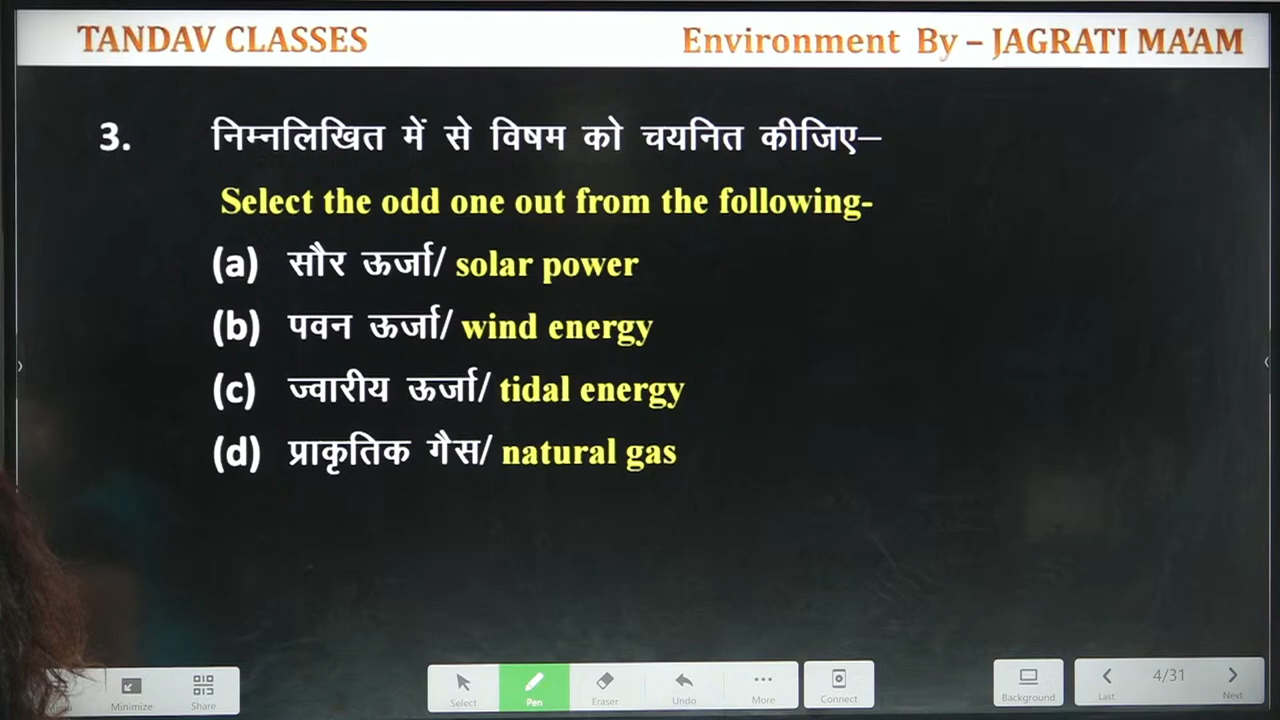 TANDAV CLASSES
Environment By – JAGRATI MA’AM
3. निम्नलिखित में से विषम को चयनित कीजिए–
Select the odd one out from the following-
(a) सौर ऊर्जा/ solar power
(b) पवन ऊर्जा/ wind energy
(c) ज्वारीय ऊर्जा/ tidal energy
(d) प्राकृतिक गैस/ natural gas
Minimize
Share
Select
Pen
Eraser
Undo
More
Connect
Background
Last
4/31
Next